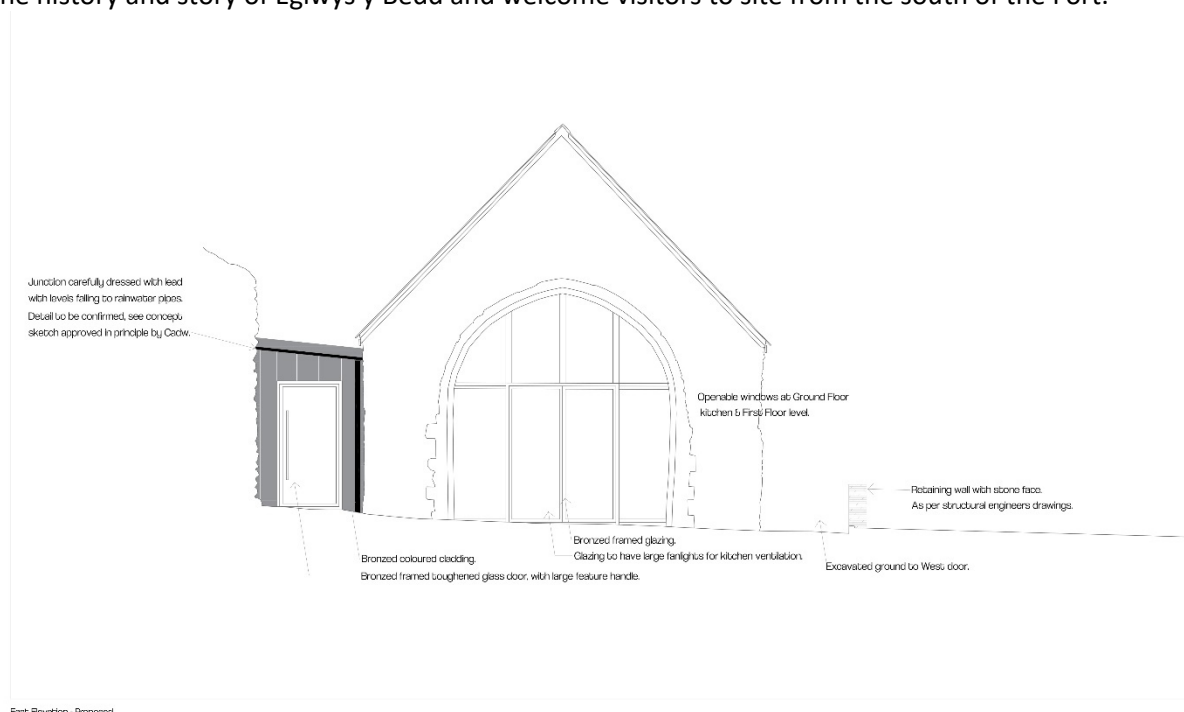 the history and story of Eglwys y Bedd and welcome visitors to site from the south of the Fort.
Junction carefully dressed with lead
with levels falling to rainwater pipes.
Detail to be confirmed, see concept
sketch approved in principle by Cadw.
Openable windows at Ground Floor
kitchen & First Floor level.
Retaining wall with stone face.
As per structural engineers drawings.
Bronzed framed glazing.
Glazing to have large fanlights for kitchen ventilation.
Excavated ground to West door.
Bronzed coloured cladding.
Bronzed framed toughened glass door, with large feature handle.